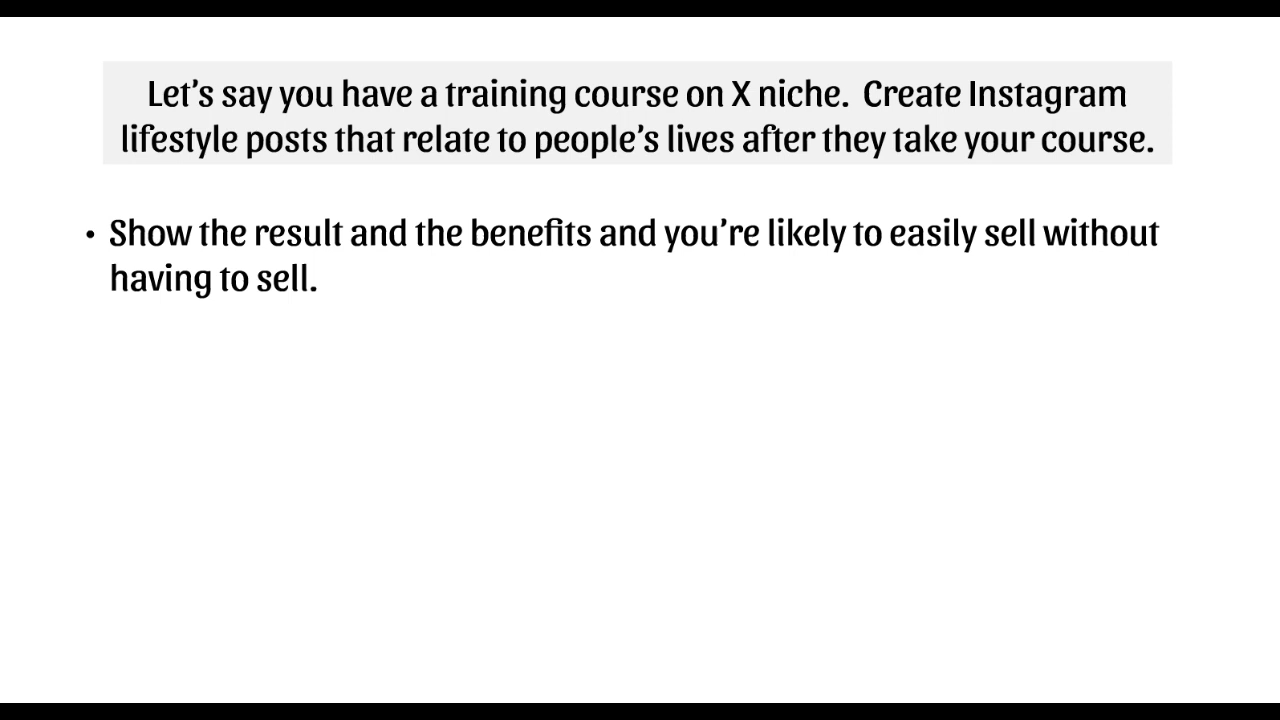 Let’s say you have a training course on X niche.  Create Instagram
lifestyle posts that relate to people’s lives after they take your course.
• Show the result and the benefits and you’re likely to easily sell without
having to sell.